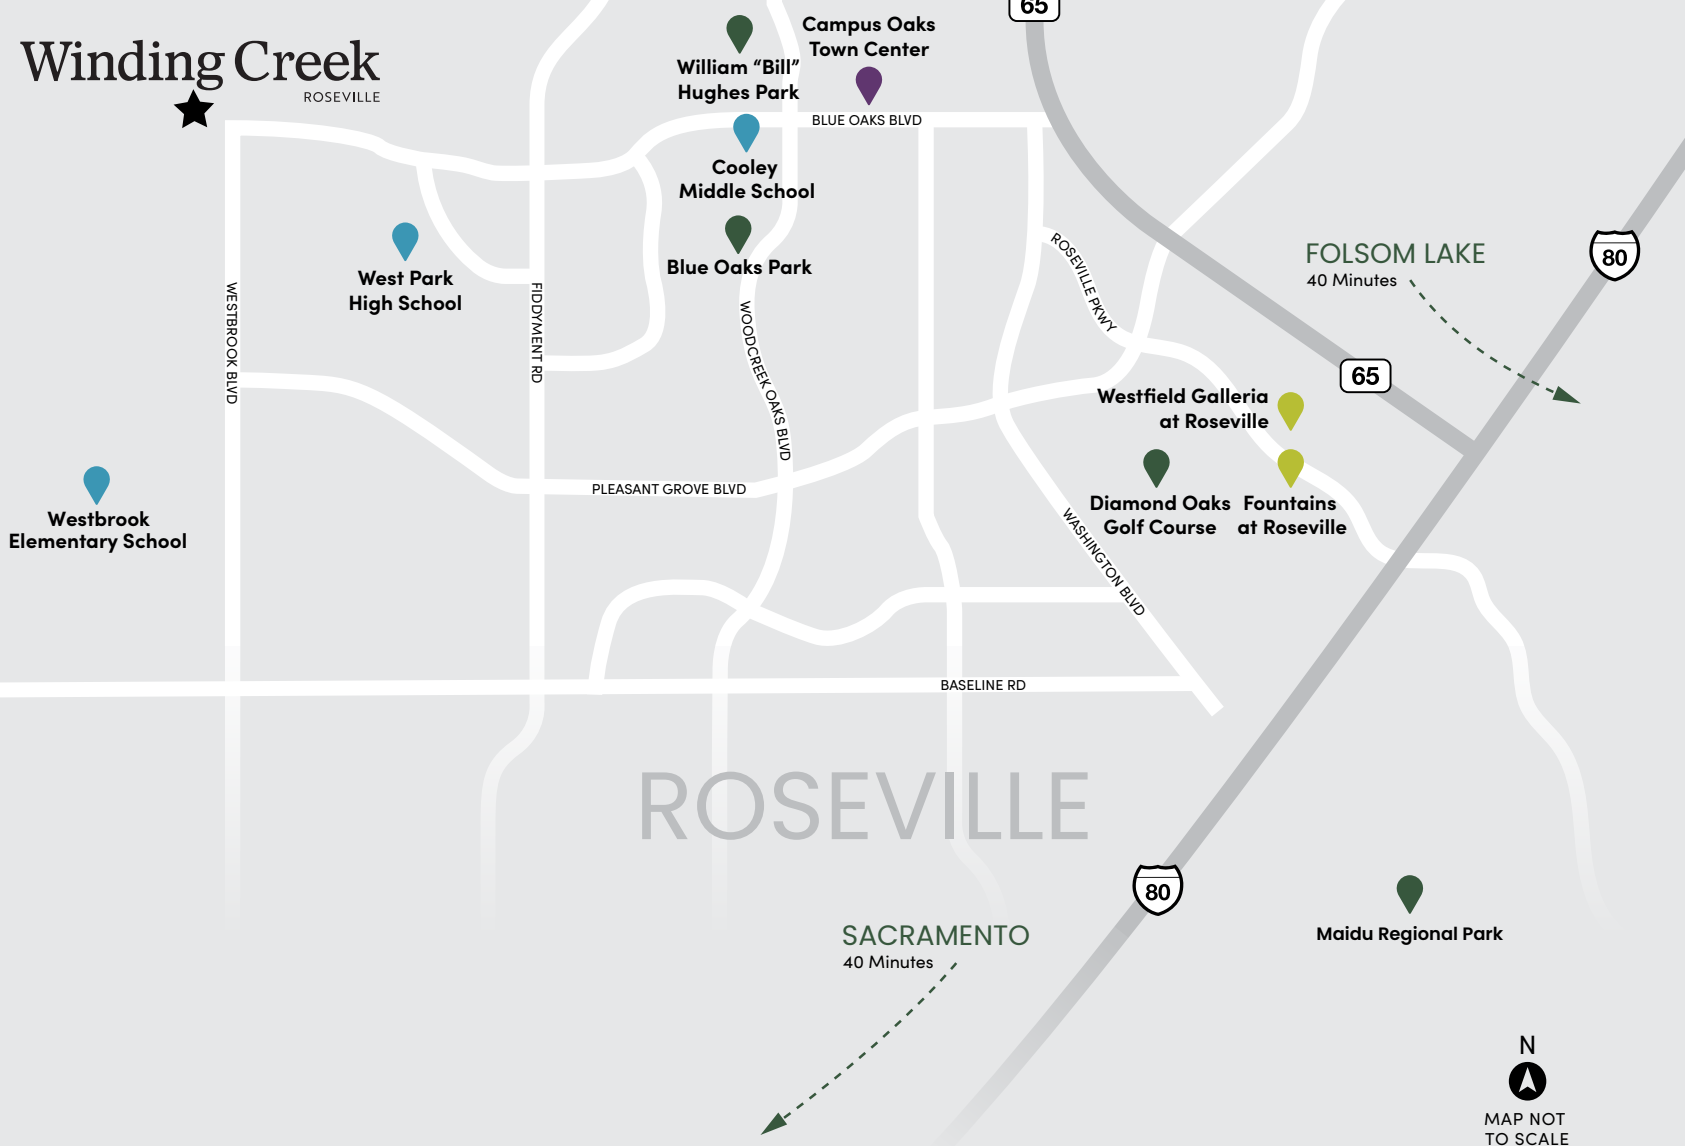 65
Campus Oaks
Town Center
Winding Creek
ROSEVILLE
William “Bill”
Hughes Park
BLUE OAKS BLVD
Cooley
Middle School
Blue Oaks Park
West Park
High School
ROSEVILLE PKWY
FOLSOM LAKE
40 Minutes
80
WESTBROOK BLVD
FIDDYMENT RD
WOODCREEK OAKS BLVD
65
Westfield Galleria
at Roseville
PLEASANT GROVE BLVD
Westbrook
Elementary School
Diamond Oaks
Golf Course
Fountains
at Roseville
WASHINGTON BLVD
BASELINE RD
ROSEVILLE
80
SACRAMENTO
40 Minutes
Maidu Regional Park
N
MAP NOT
TO SCALE